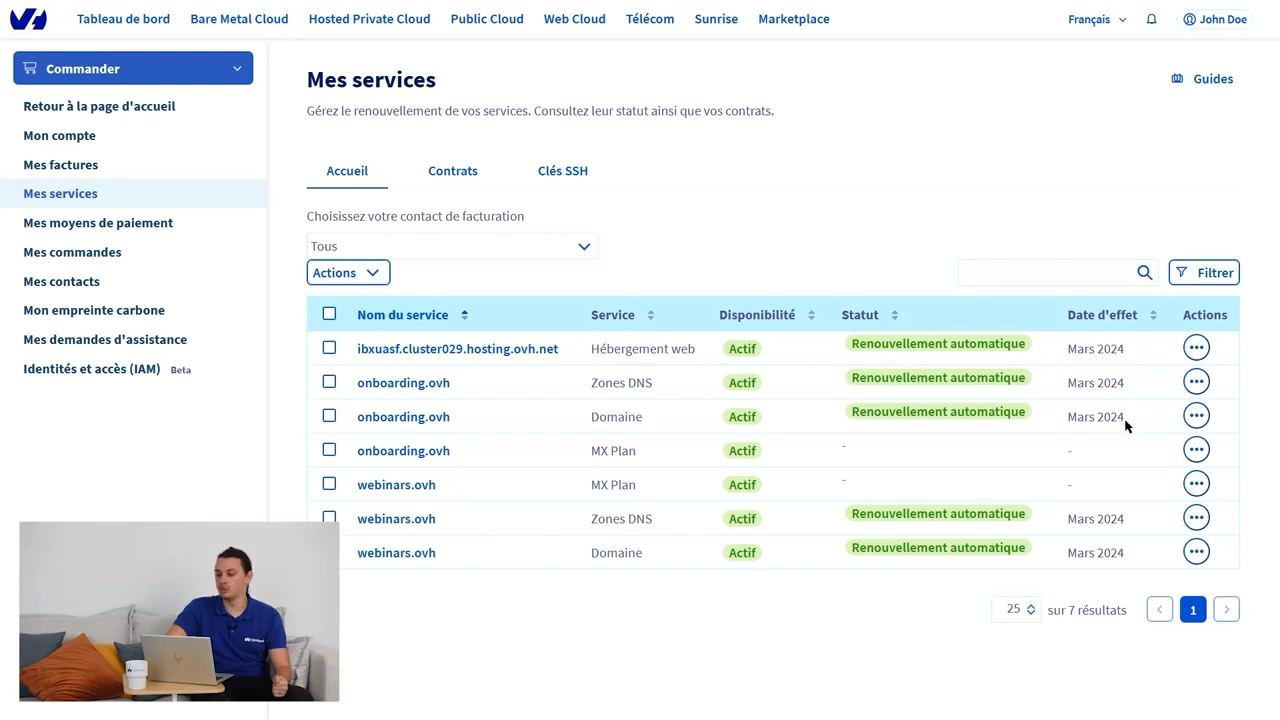 Tableau de bord Bare Metal Cloud Hosted Private Cloud Public Cloud Web Cloud Télécom Sunrise Marketplace Français John Doe
Commander
Retour à la page d'accueil
Mon compte
Mes factures
Mes services
Mes moyens de paiement
Mes commandes
Mes contacts
Mon empreinte carbone
Mes demandes d'assistance
Identités et accès (IAM) Beta
Mes services
Guides
Gérez le renouvellement de vos services. Consultez leur statut ainsi que vos contrats.
Accueil Contrats Clés SSH
Choisissez votre contact de facturation
Tous
Actions
Filtrer
Nom du service Service Disponibilité Statut Date d'effet Actions
ibxuasf.cluster029.hosting.ovh.net Hébergement web Actif Renouvellement automatique Mars 2024
onboarding.ovh Zones DNS Actif Renouvellement automatique Mars 2024
onboarding.ovh Domaine Actif Renouvellement automatique Mars 2024
onboarding.ovh MX Plan Actif - -
webinars.ovh MX Plan Actif - -
webinars.ovh Zones DNS Actif Renouvellement automatique Mars 2024
webinars.ovh Domaine Actif Renouvellement automatique Mars 2024
25 sur 7 résultats 1